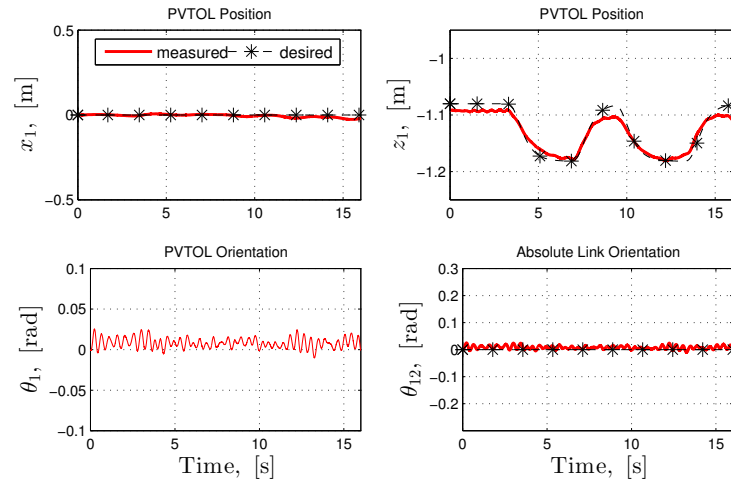 PVTOL Position
0.5
0
−0.5
0
5
10
15
x1, [m]
measured
desired
PVTOL Position
−1
−1.1
−1.2
0
5
10
15
z1, [m]
PVTOL Orientation
0.1
0.05
0
−0.05
−0.1
0
5
10
15
θ1, [rad]
Time, [s]
Absolute Link Orientation
0.3
0.2
0.1
0
−0.1
−0.2
0
5
10
15
θ12, [rad]
Time, [s]